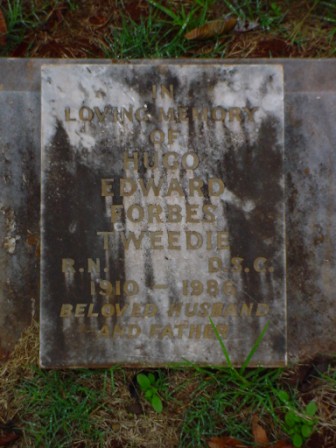 IN
LOVING MEMORY
OF
HUGO
EDWARD
FORBES
TWEEDIE
R.N. D.S.C.
1910 — 1986
BELOVED HUSBAND
AND FATHER